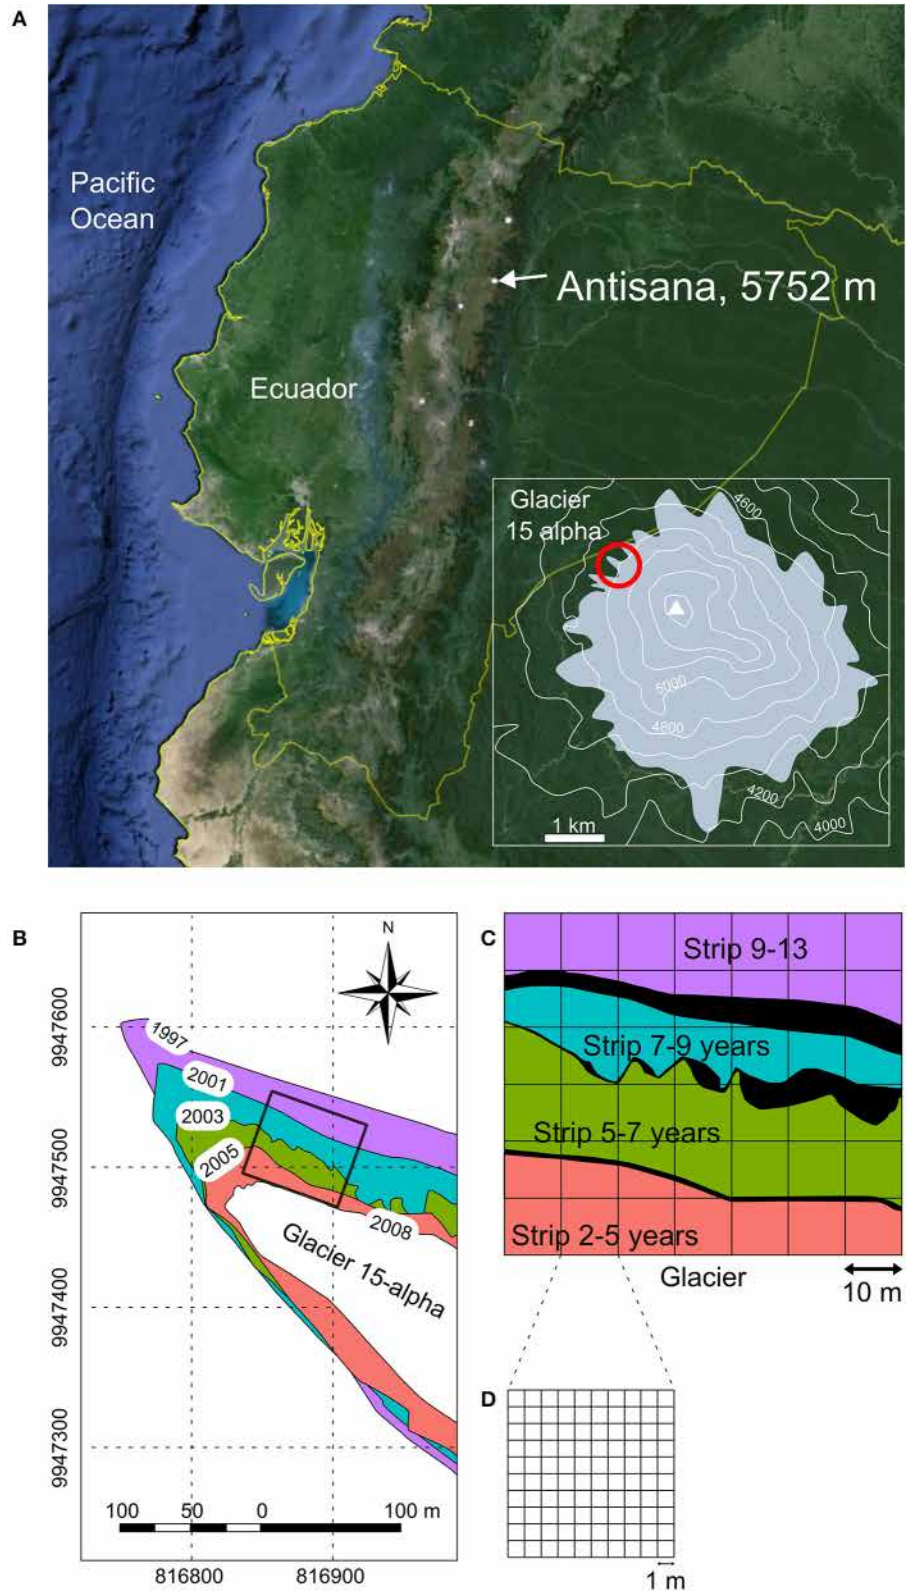 A
Pacific
Ocean
Antisana, 5752 m
Ecuador
Glacier
15 alpha
4600
5000
4800
4200
4000
1 km
B
N
9947600
9947500
9947400
9947300
1997
2001
2003
2005
2008
Glacier 15-alpha
100 50 0 100 m
816800 816900
C
Strip 9-13
Strip 7-9 years
Strip 5-7 years
Strip 2-5 years
Glacier
10 m
D
1 m